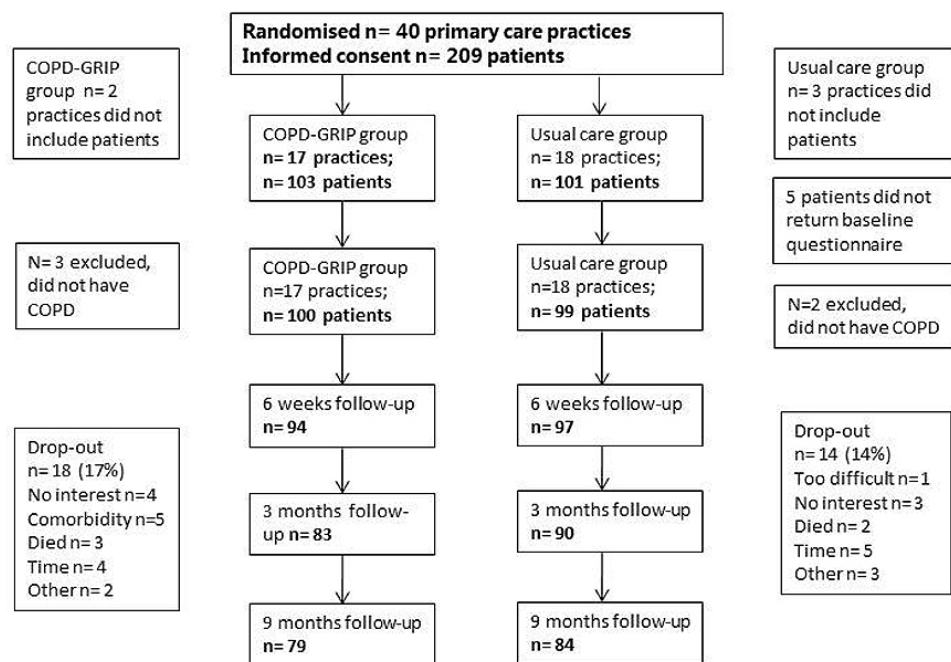 Randomised n= 40 primary care practices
Informed consent n= 209 patients
COPD-GRIP
group n= 2
practices did not
include patients
Usual care group
n= 3 practices did
not include
patients
COPD-GRIP group
n= 17 practices;
n= 103 patients
Usual care group
n= 18 practices;
n= 101 patients
5 patients did not
return baseline
questionnaire
N= 3 excluded,
did not have
COPD
COPD-GRIP group
n=17 practices;
n= 100 patients
Usual care group
n=18 practices;
n= 99 patients
N=2 excluded,
did not have COPD
6 weeks follow-up
n= 94
6 weeks follow-up
n= 97
Drop-out
n= 18 (17%)
No interest n=4
Comorbidity n=5
Died n= 3
Time n= 4
Other n= 2
Drop-out
n= 14 (14%)
Too difficult n=1
No interest n=3
Died n= 2
Time n= 5
Other n= 3
3 months follow-
up n= 83
3 months follow-up
n= 90
9 months follow-up
n= 79
9 months follow-up
n= 84